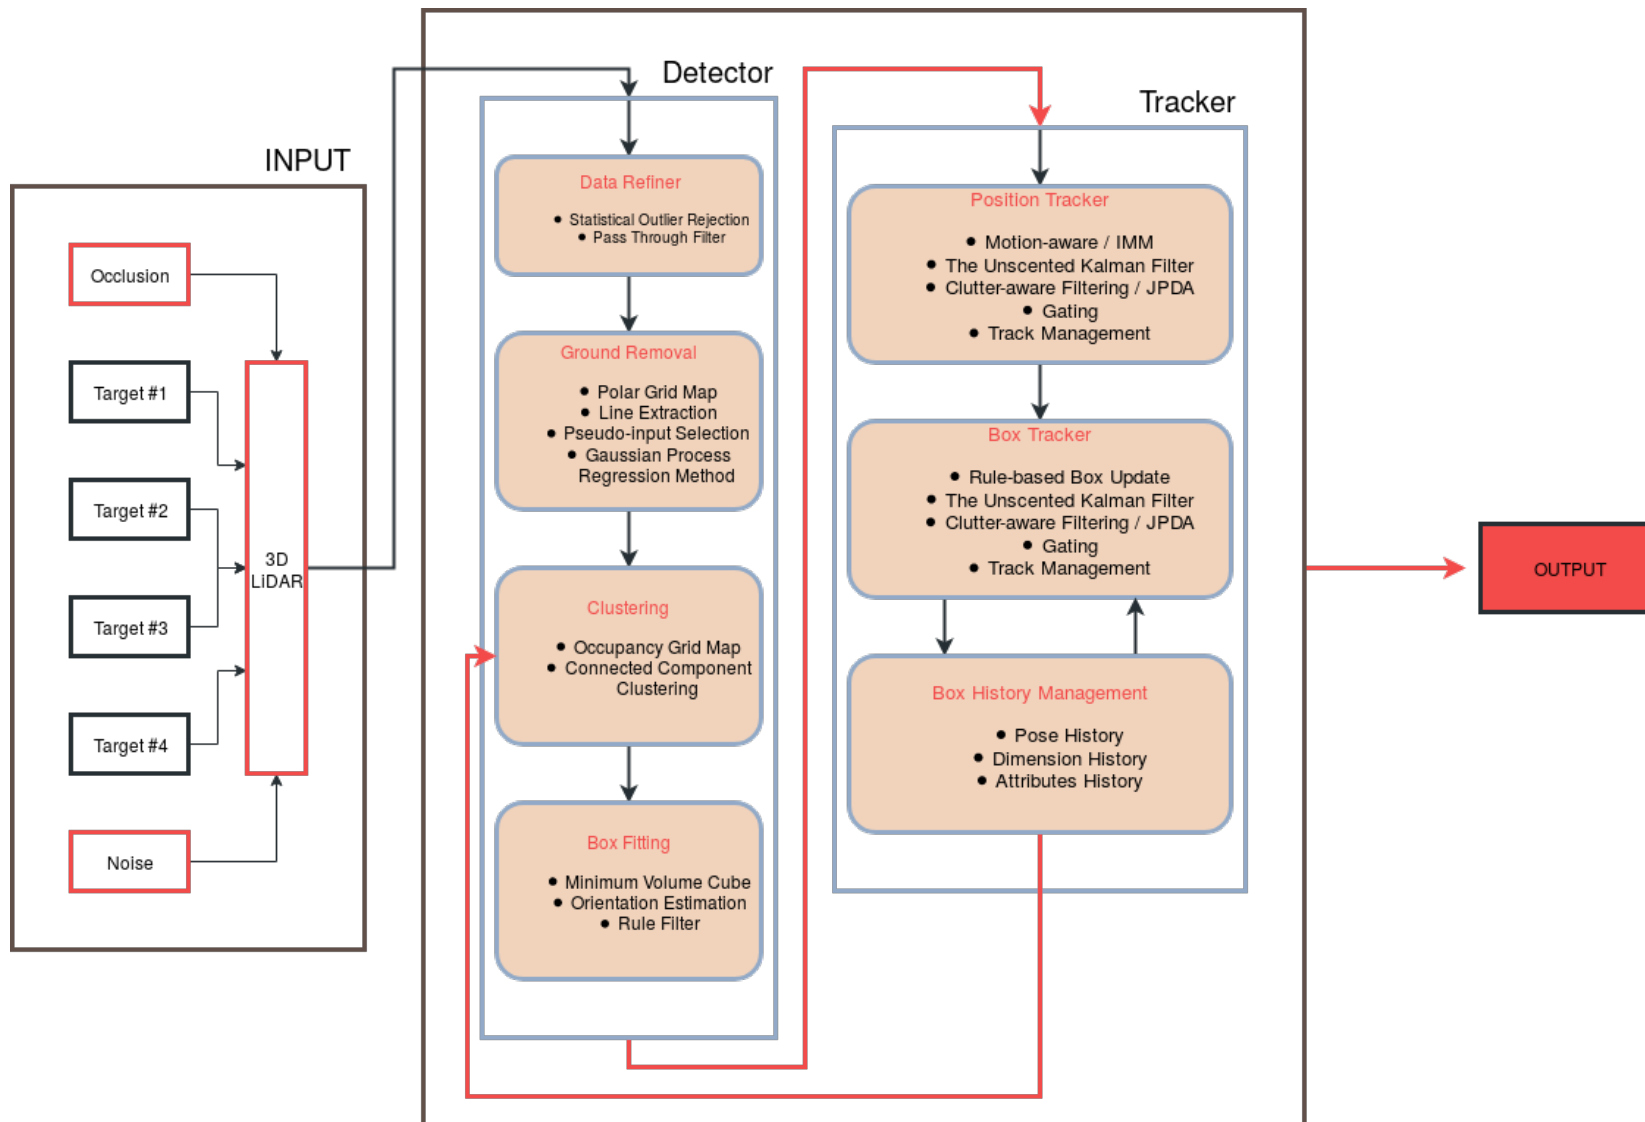 INPUT
Occlusion
Target #1
Target #2
Target #3
Target #4
Noise
3D
LiDAR
Detector
Data Refiner
● Statistical Outlier Rejection
● Pass Through Filter
Ground Removal
● Polar Grid Map
● Line Extraction
● Pseudo-input Selection
● Gaussian Process
Regression Method
Clustering
● Occupancy Grid Map
● Connected Component
Clustering
Box Fitting
● Minimum Volume Cube
● Orientation Estimation
● Rule Filter
Tracker
Position Tracker
● Motion-aware / IMM
● The Unscented Kalman Filter
● Clutter-aware Filtering / JPDA
● Gating
● Track Management
Box Tracker
● Rule-based Box Update
● The Unscented Kalman Filter
● Clutter-aware Filtering / JPDA
● Gating
● Track Management
Box History Management
● Pose History
● Dimension History
● Attributes History
OUTPUT